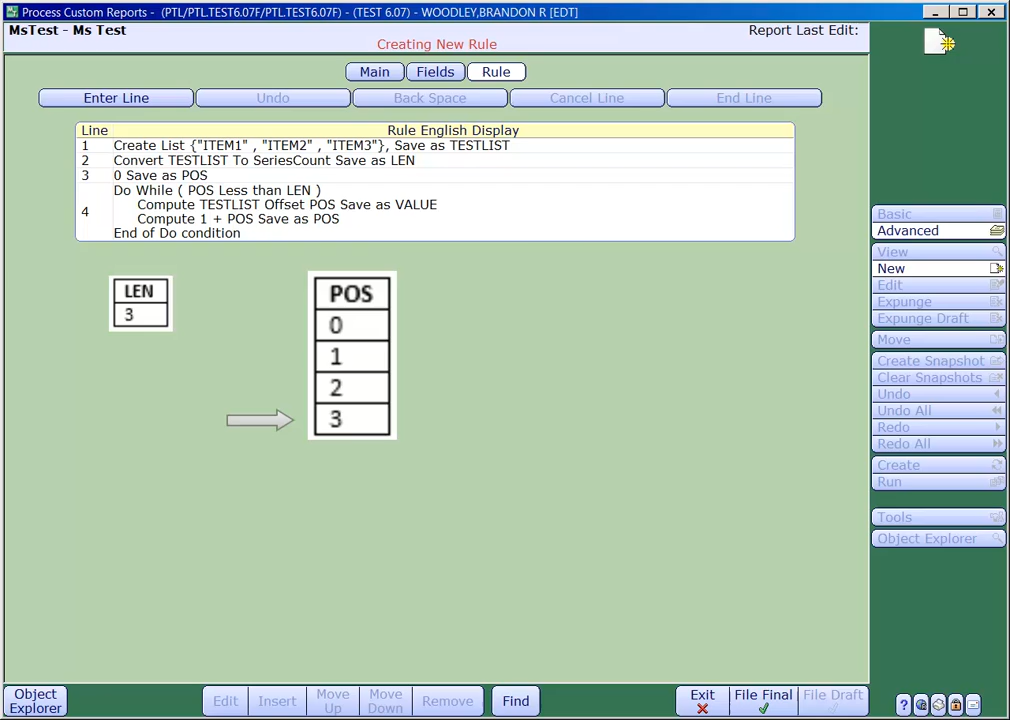 Process Custom Reports - (PTL/PTL.TEST6.07F/PTL.TEST6.07F) - (TEST 6.07) - WOODLEY,BRANDON R [EDT]
MsTest - Ms Test
Report Last Edit:
Creating New Rule
Main Fields Rule
Enter Line Undo Back Space Cancel Line End Line
Line Rule English Display
1 Create List {"ITEM1" , "ITEM2" , "ITEM3"}, Save as TESTLIST
2 Convert TESTLIST To SeriesCount Save as LEN
3 0 Save as POS
4 Do While ( POS Less than LEN )
Compute TESTLIST Offset POS Save as VALUE
Compute 1 + POS Save as POS
End of Do condition
LEN
3
POS
0
1
2
3
Basic
Advanced
View
New
Edit
Expunge
Expunge Draft
Move
Create Snapshot
Clear Snapshots
Undo
Undo All
Redo
Redo All
Create
Run
Tools
Object Explorer
Object Explorer
Edit Insert Move Up Move Down Remove Find Exit File Final File Draft
?